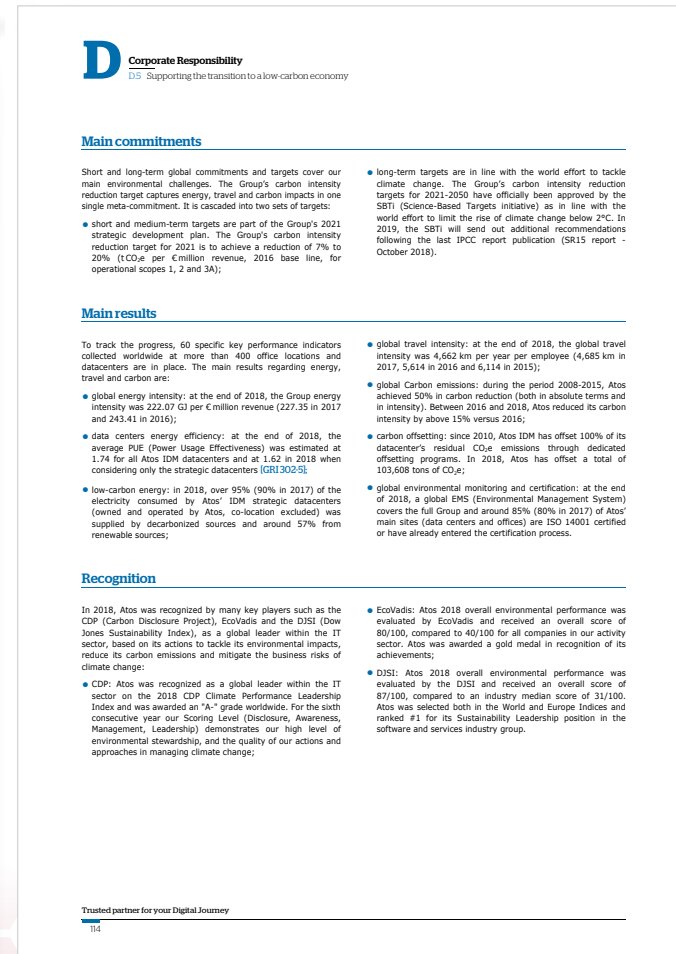 D
Corporate Responsibility
D.5 Supporting the transition to a low-carbon economy
Main commitments
Short and long-term global commitments and targets cover our
main environmental challenges. The Group's carbon intensity
reduction target captures energy, travel and carbon impacts in one
single meta-commitment. It is cascaded into two sets of targets:
● short and medium-term targets are part of the Group's 2021
strategic development plan. The Group's carbon intensity
reduction target for 2021 is to achieve a reduction of 7% to
20% (tCO₂e per €million revenue, 2016 base line, for
operational scopes 1, 2 and 3A);
● long-term targets are in line with the world effort to tackle
climate change. The Group's carbon intensity reduction
targets for 2021-2050 have officially been approved by the
SBTi (Science-Based Targets initiative) as in line with the
world effort to limit the rise of climate change below 2°C. In
2019, the SBTi will send out additional recommendations
following the last IPCC report publication (SR15 report -
October 2018).
Main results
To track the progress, 60 specific key performance indicators
collected worldwide at more than 400 office locations and
datacenters are in place. The main results regarding energy,
travel and carbon are:
● global energy intensity: at the end of 2018, the Group energy
intensity was 222.07 GJ per € million revenue (227.35 in 2017
and 243.41 in 2016);
● data centers energy efficiency: at the end of 2018, the
average PUE (Power Usage Effectiveness) was estimated at
1.74 for all Atos IDM datacenters and at 1.62 in 2018 when
considering only the strategic datacenters [GRI 302-5];
● low-carbon energy: in 2018, over 95% (90% in 2017) of the
electricity consumed by Atos' IDM strategic datacenters
(owned and operated by Atos, co-location excluded) was
supplied by decarbonized sources and around 57% from
renewable sources;
● global travel intensity: at the end of 2018, the global travel
intensity was 4,662 km per year per employee (4,685 km in
2017, 5,614 in 2016 and 6,114 in 2015);
● global Carbon emissions: during the period 2008-2015, Atos
achieved 50% in carbon reduction (both in absolute terms and
in intensity). Between 2016 and 2018, Atos reduced its carbon
intensity by above 15% versus 2016;
● carbon offsetting: since 2010, Atos IDM has offset 100% of its
datacenter's residual CO₂e emissions through dedicated
offsetting programs. In 2018, Atos has offset a total of
103,608 tons of CO₂e;
● global environmental monitoring and certification: at the end
of 2018, a global EMS (Environmental Management System)
covers the full Group and around 85% (80% in 2017) of Atos'
main sites (data centers and offices) are ISO 14001 certified
or have already entered the certification process.
Recognition
In 2018, Atos was recognized by many key players such as the
CDP (Carbon Disclosure Project), EcoVadis and the DJSI (Dow
Jones Sustainability Index), as a global leader within the IT
sector, based on its actions to tackle its environmental impacts,
reduce its carbon emissions and mitigate the business risks of
climate change:
● CDP: Atos was recognized as a global leader within the IT
sector on the 2018 CDP Climate Performance Leadership
Index and was awarded an "A-" grade worldwide. For the sixth
consecutive year our Scoring Level (Disclosure, Awareness,
Management, Leadership) demonstrates our high level of
environmental stewardship, and the quality of our actions and
approaches in managing climate change;
● EcoVadis: Atos 2018 overall environmental performance was
evaluated by EcoVadis and received an overall score of
80/100, compared to 40/100 for all companies in our activity
sector. Atos was awarded a gold medal in recognition of its
achievements;
● DJSI: Atos 2018 overall environmental performance was
evaluated by the DJSI and received an overall score of
87/100, compared to an industry median score of 31/100.
Atos was selected both in the World and Europe Indices and
ranked #1 for its Sustainability Leadership position in the
software and services industry group.
Trusted partner for your Digital Journey
114